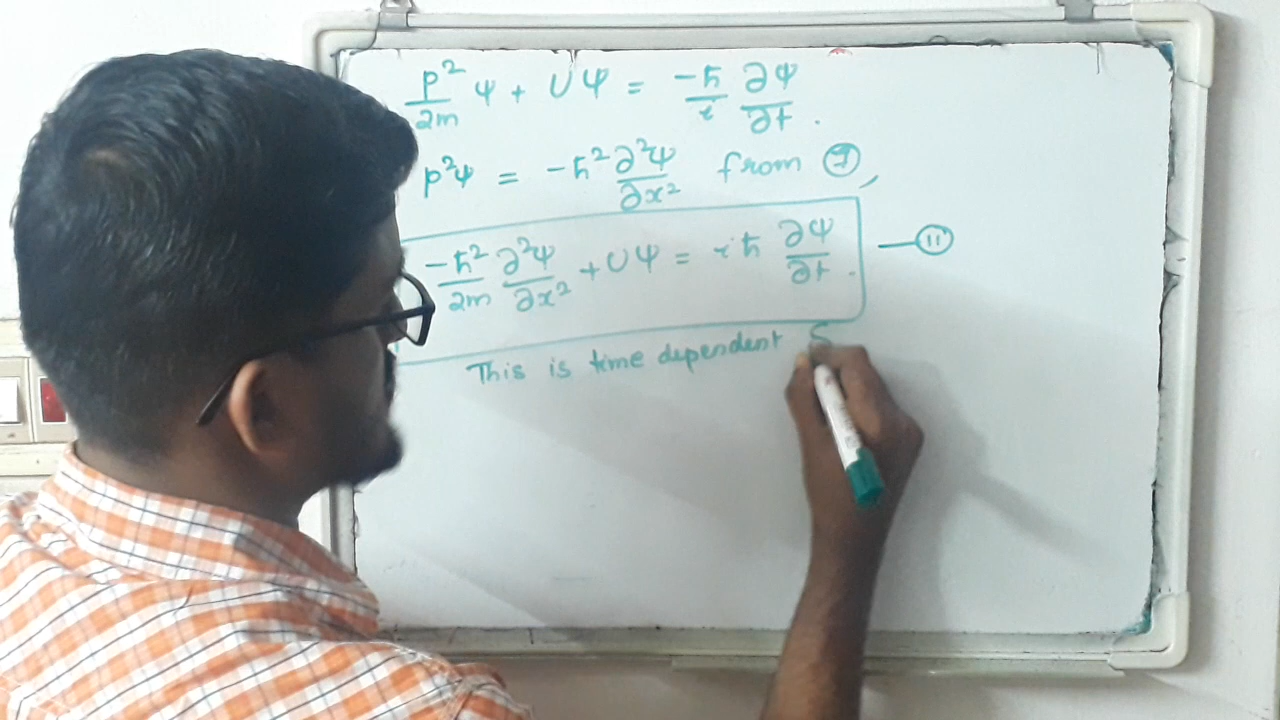 p²/2m ψ + Uψ = -ħ/i ∂ψ/∂t .
p²ψ = -ħ² ∂²ψ/∂x² from ⑦,
-ħ²/2m ∂²ψ/∂x² + Uψ = iħ ∂ψ/∂t . —⑪
This is time dependent S